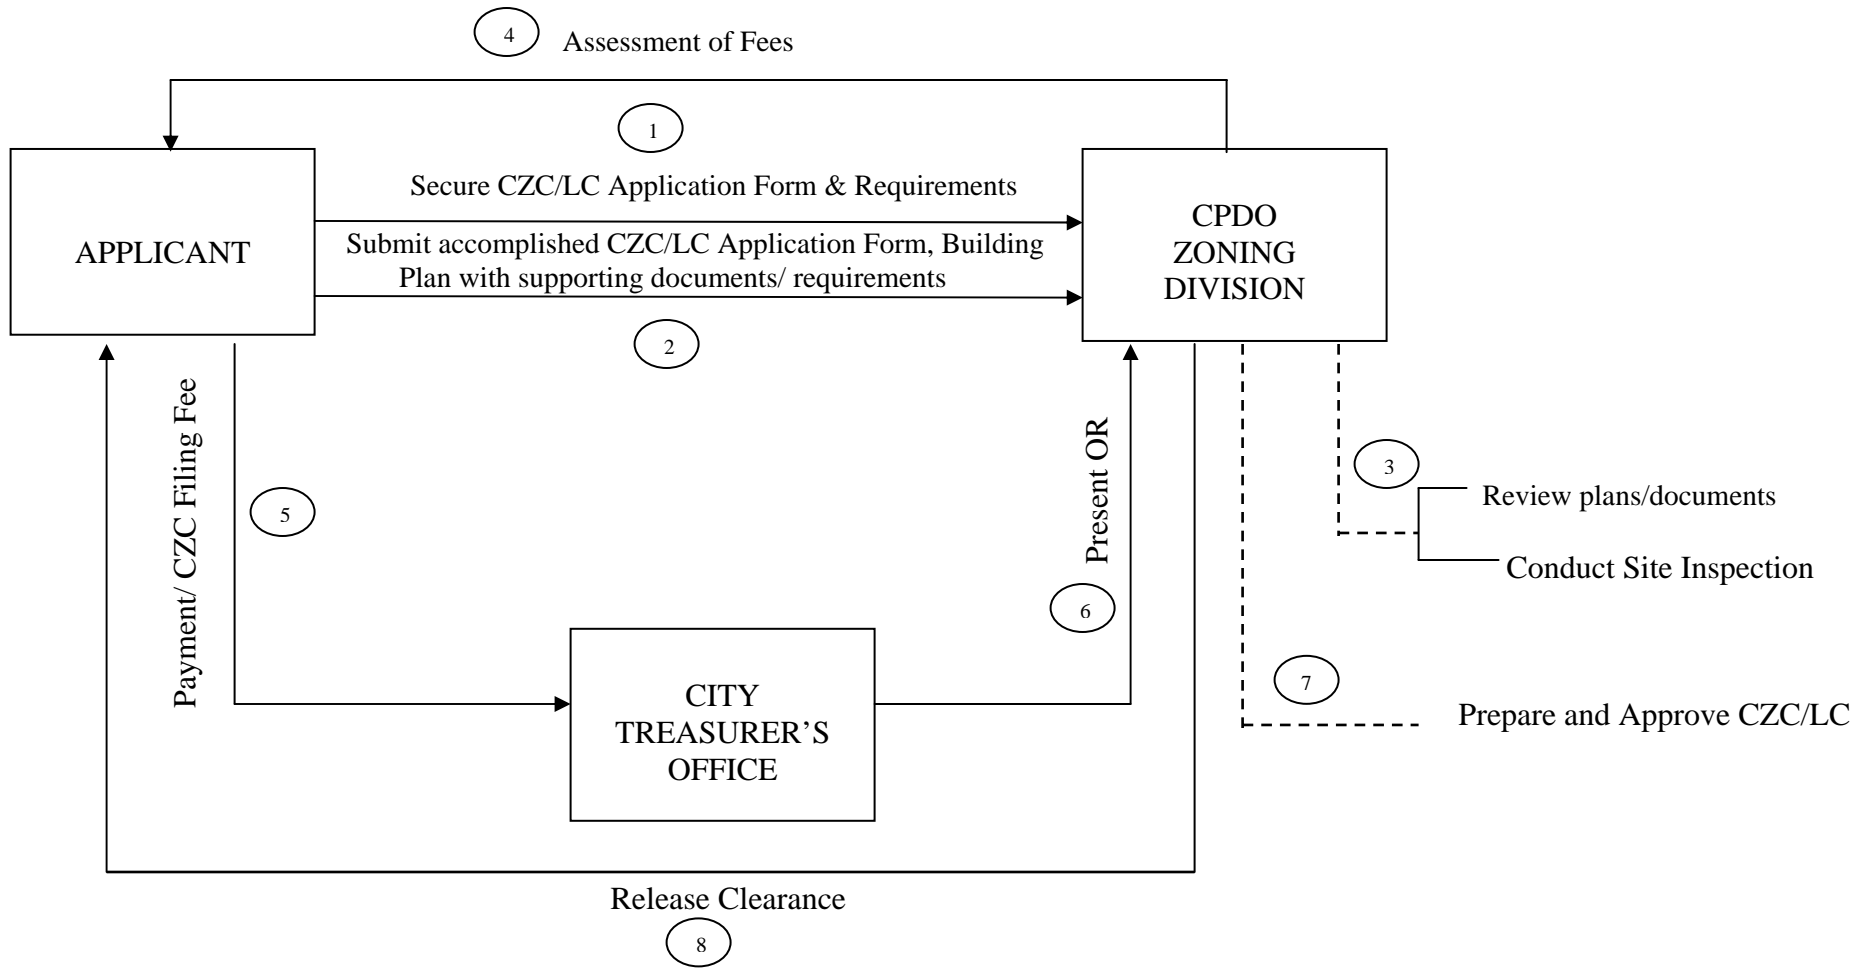 4
Assessment of Fees
1
Secure CZC/LC Application Form & Requirements
APPLICANT
Submit accomplished CZC/LC Application Form, Building
Plan with supporting documents/ requirements
2
CPDO
ZONING
DIVISION
Payment/ CZC Filing Fee
5
Present OR
6
3
Review plans/documents
Conduct Site Inspection
CITY
TREASURER’S
OFFICE
7
Prepare and Approve CZC/LC
Release Clearance
8